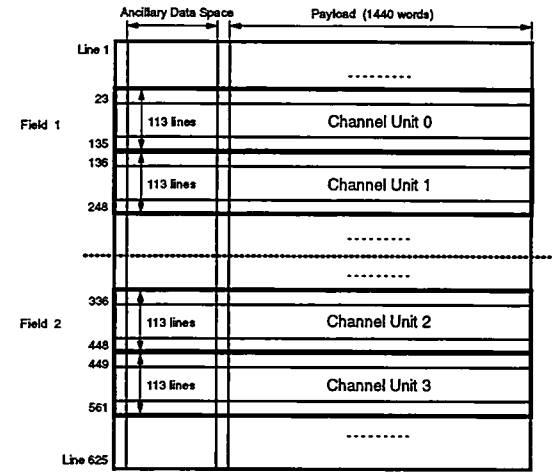 Ancillary Data Space Payload (1440 words)
Line 1
.........
23
Field 1 113 lines Channel Unit 0
135
136
113 lines Channel Unit 1
248
.........
.........
336
Field 2 113 lines Channel Unit 2
448
449
113 lines Channel Unit 3
561
.........
Line 625